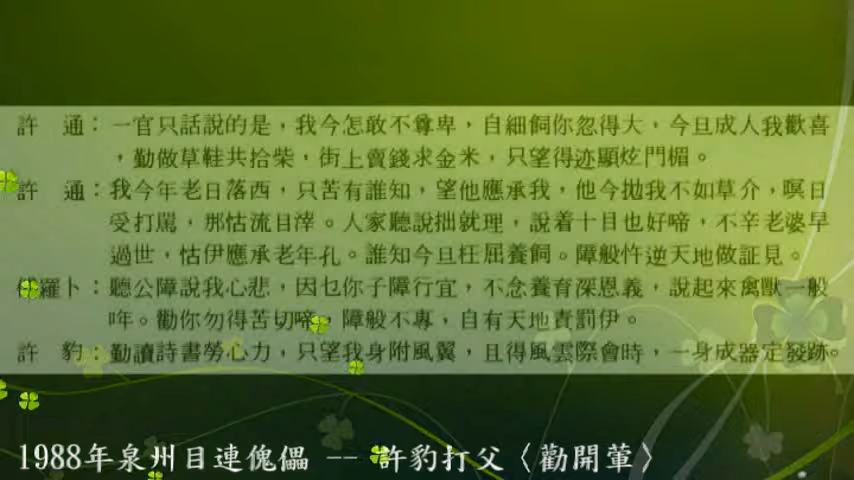 許　通：一官只話說的是，我今怎敢不尊卑，自細飼你忽得大，今旦成人我歡喜
，勤做草鞋共拾柴，街上賣錢求金米，只望得迹顯炫門楣。
許　通：我今年老日落西，只苦有誰知，望他應承我，他今拋我不如草介，暝日
受打罵，那怙流目滓。人家聽說拙就理，說着十目也好啼，不辛老婆早
過世，怙伊應承老年孔。誰知今旦枉屈養飼。障般忤逆天地做証見。
羅卜：聽公障說我心悲，因乜你子障行宜，不念養育深恩義，說起來禽獸一般
年。勸你勿得苦切啼，障般不專，自有天地責罰伊。
許　豹：勤讀詩書勞心力，只望我身附風翼，且得風雲際會時，一身成器定發跡。
1988年泉州目連傀儡 -- 許豹打父〈勸開葷〉